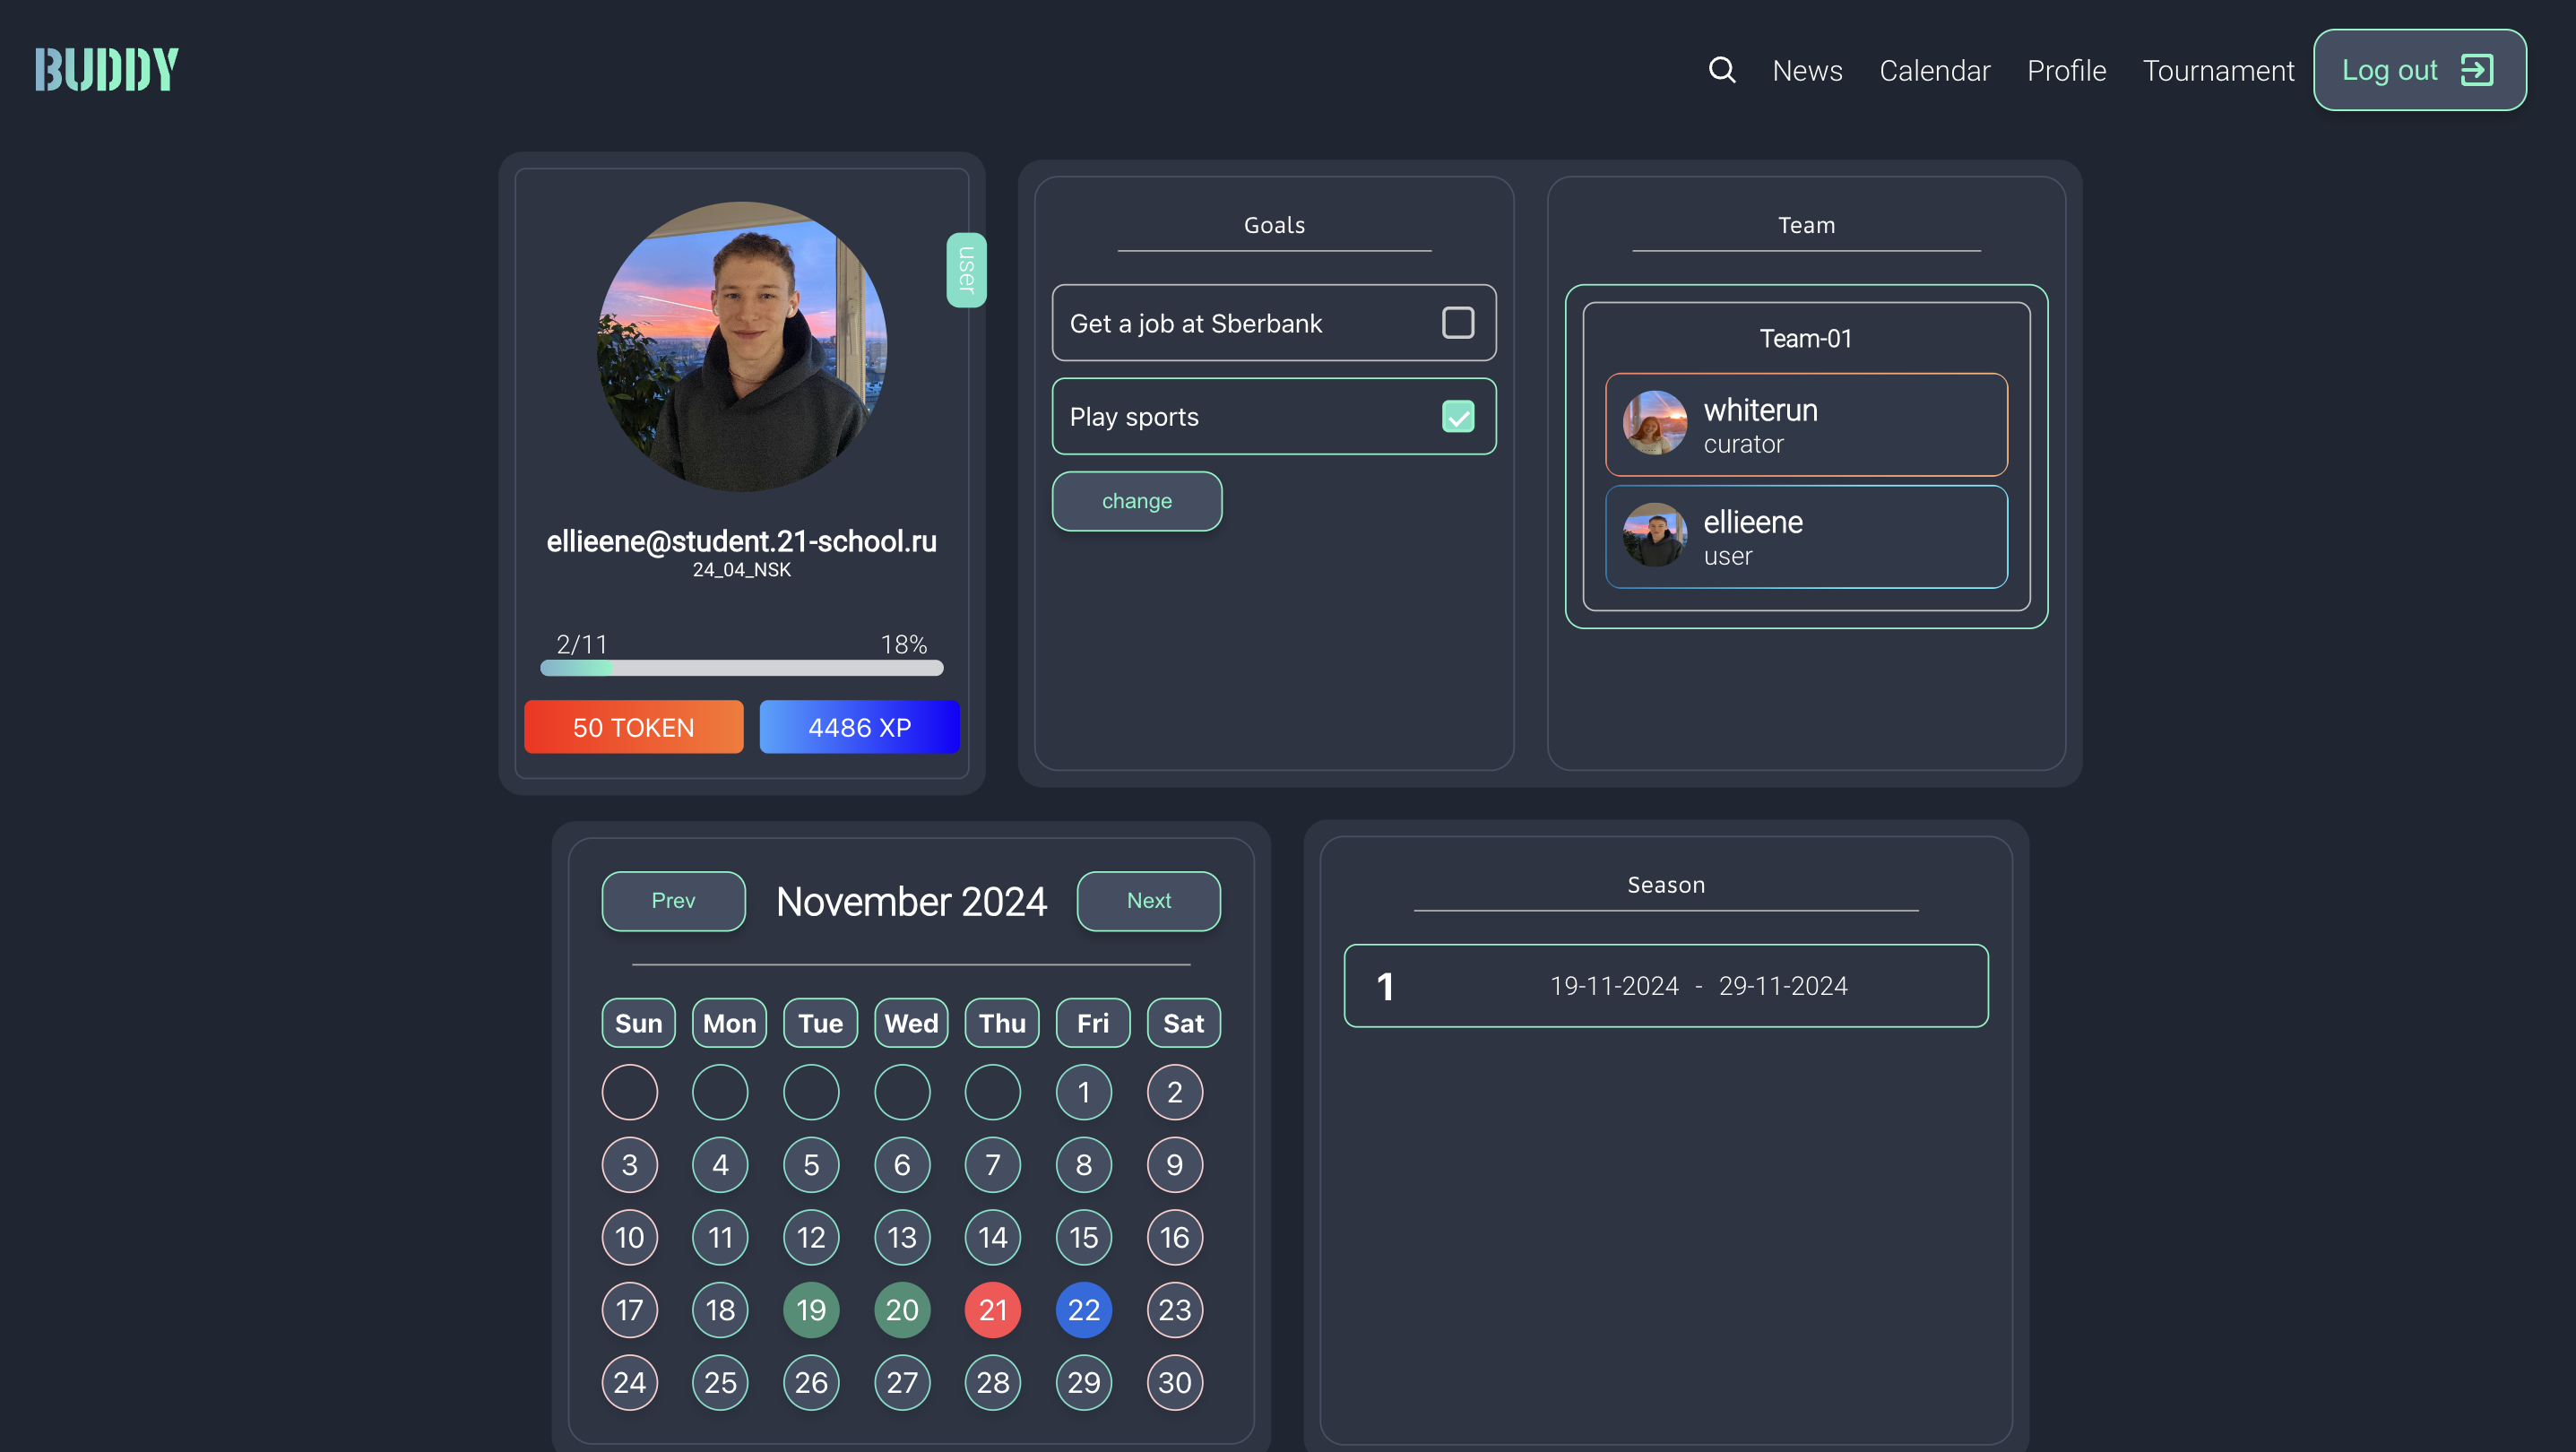 BUDDY
News Calendar Profile Tournament Log out
user
ellieene@student.21-school.ru
24_04_NSK
2/11 18%
50 TOKEN 4486 XP
Goals
Get a job at Sberbank
Play sports
change
Team
Team-01
whiterun
curator
ellieene
user
Prev November 2024 Next
Sun Mon Tue Wed Thu Fri Sat
1 2
3 4 5 6 7 8 9
10 11 12 13 14 15 16
17 18 19 20 21 22 23
24 25 26 27 28 29 30
Season
1 19-11-2024 - 29-11-2024